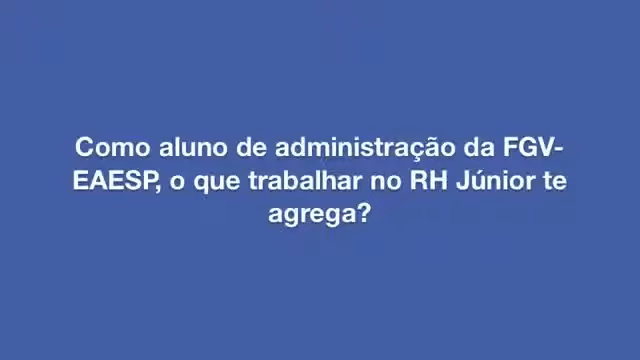 Como aluno de administração da FGV-
EAESP, o que trabalhar no RH Júnior te
agrega?